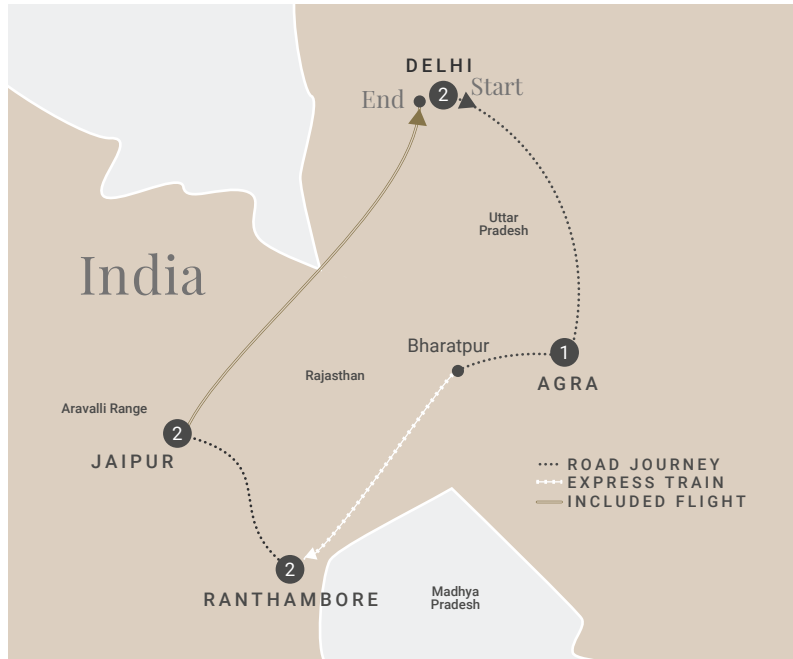 DELHI
End
2
Start
Uttar
Pradesh
India
Bharatpur
1
AGRA
Rajasthan
Aravalli Range
2
JAIPUR
ROAD JOURNEY
EXPRESS TRAIN
INCLUDED FLIGHT
2
RANTHAMBORE
Madhya
Pradesh